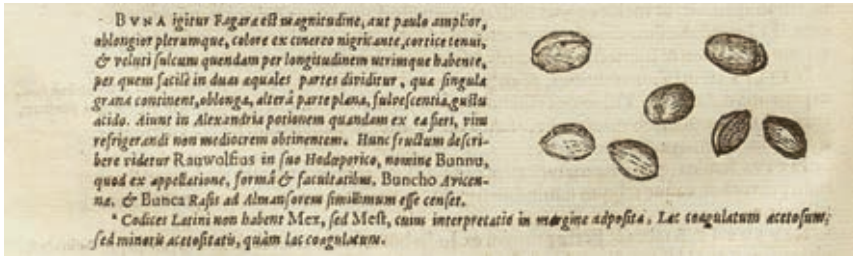 BVNA igitur Fagara est magnitudine, aut paulo amplior,
oblongior plerumque, colore ex cinereo nigricante, cortice tenui,
& veluti sulcum quendam per longitudinem utrimque habente,
per quem facilè in duas æquales partes dividitur, quæ singula
grana continent, oblonga, alterâ parte plana, fulvescentia, gustu
acido. Aiunt in Alexandria potionem quandam ex ea fieri, vim
refrigerandi non mediocrem obtinentem. Hunc fructum descri-
bere videtur Rauwolfius in suo Hodœporico, nomine Bunnu,
quod ex appellatione, formâ & facultatibus, Buncho Avicen-
næ, & Bunca Rasis ad Almansorem simillimum esse censet.
* Codices Latini non habent Mex, sed Mest, cuius interpretatio in margine adposita, Lac coagulatum acetosum;
sed minoris acetositatis, quàm lac coagulatum.